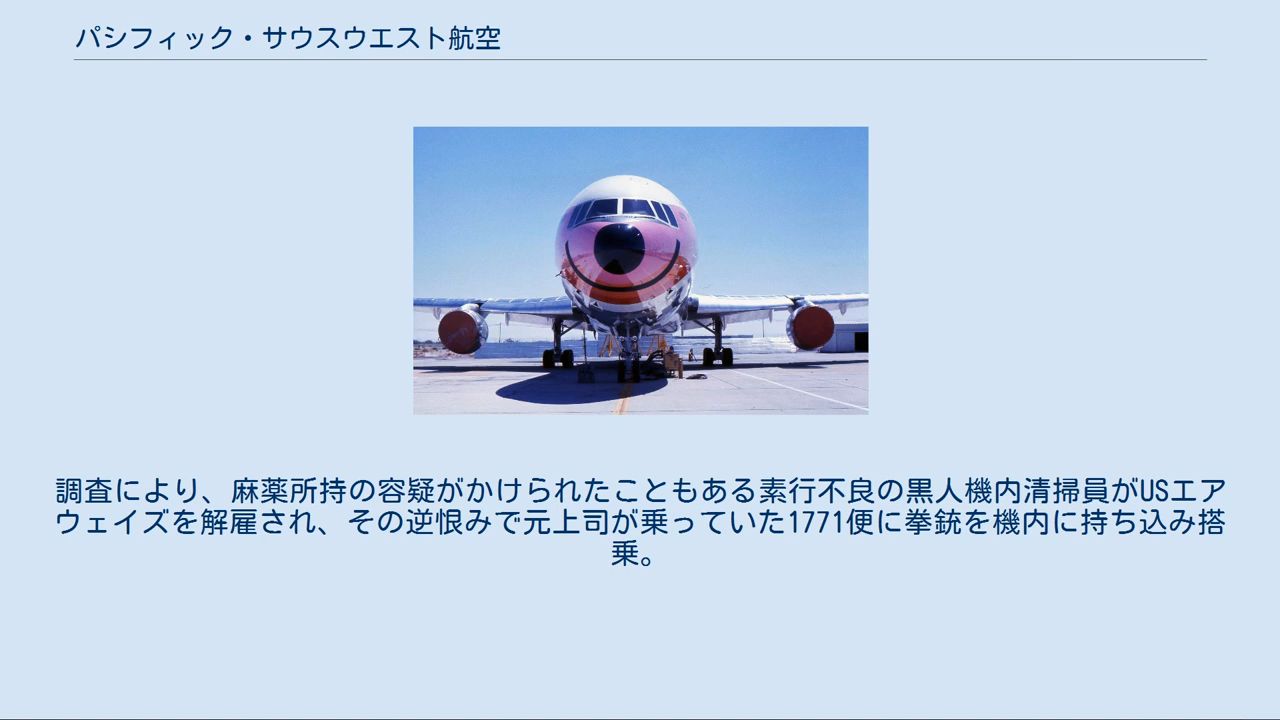 パシフィック・サウスウエスト航空
調査により、麻薬所持の容疑がかけられたこともある素行不良の黒人機内清掃員がUSエア
ウェイズを解雇され、その逆恨みで元上司が乗っていた1771便に拳銃を機内に持ち込み搭
乗。